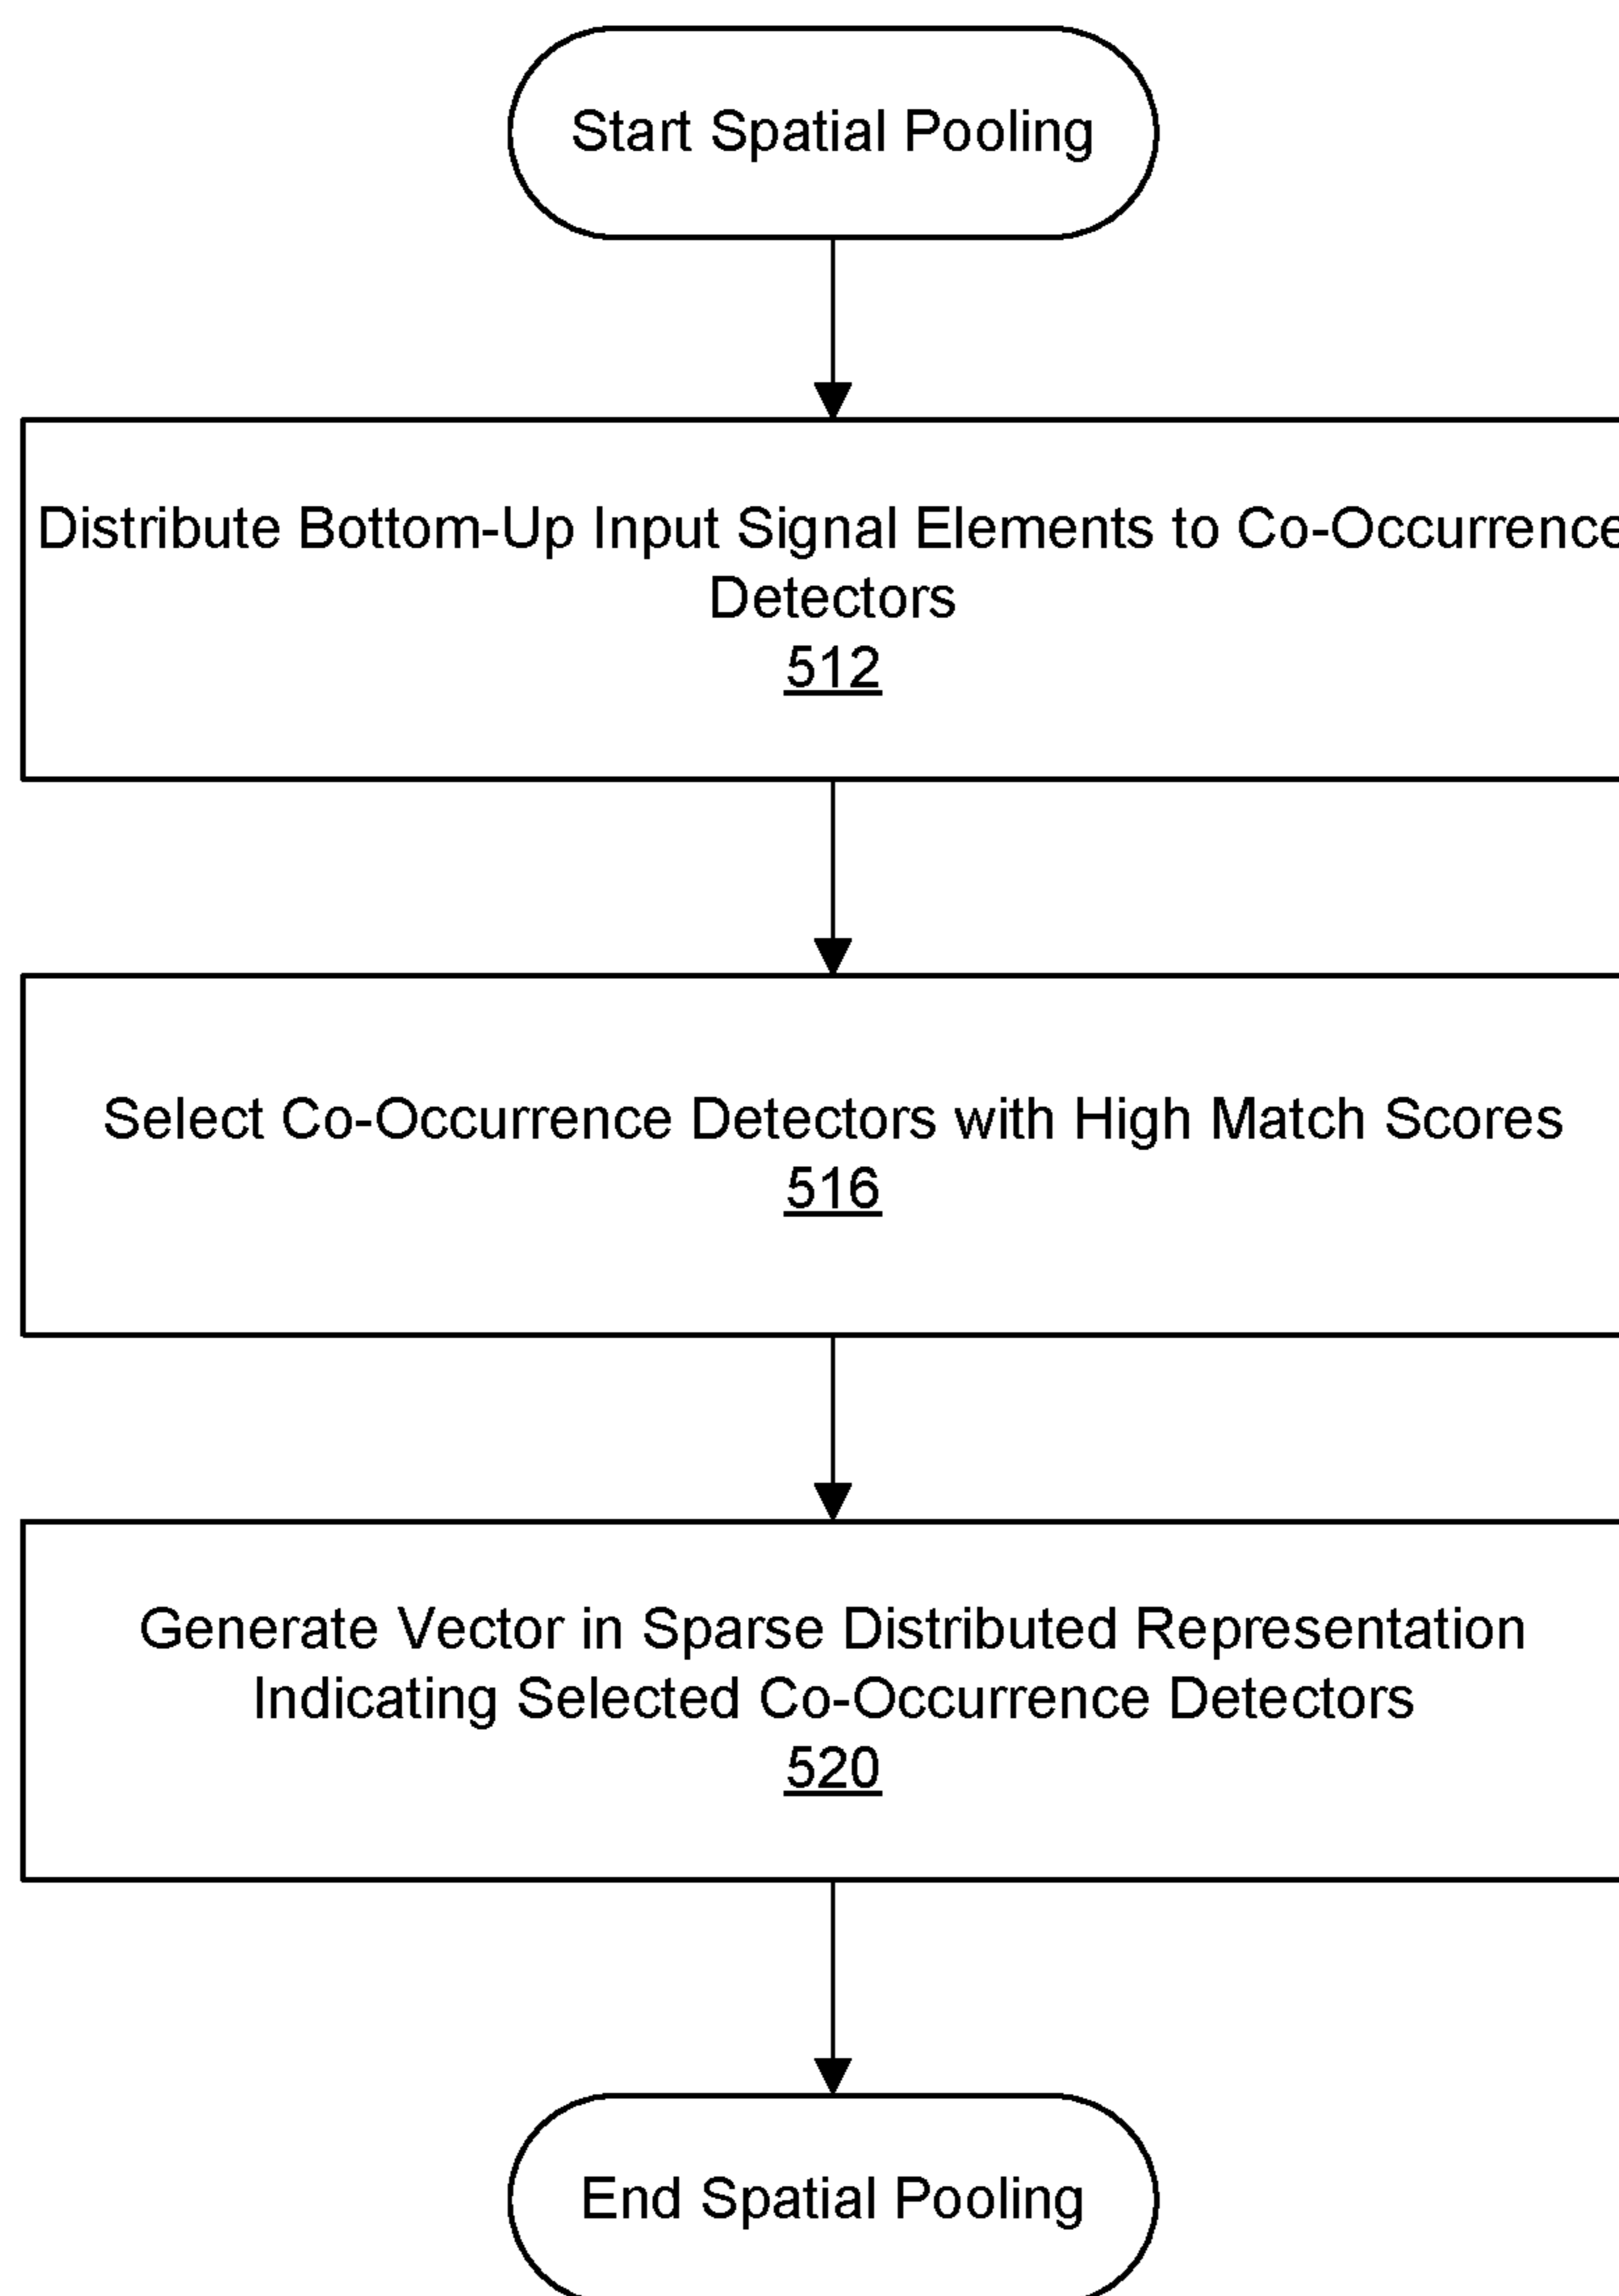 Start Spatial Pooling
Distribute Bottom-Up Input Signal Elements to Co-Occurrence
Detectors
512
Select Co-Occurrence Detectors with High Match Scores
516
Generate Vector in Sparse Distributed Representation
Indicating Selected Co-Occurrence Detectors
520
End Spatial Pooling